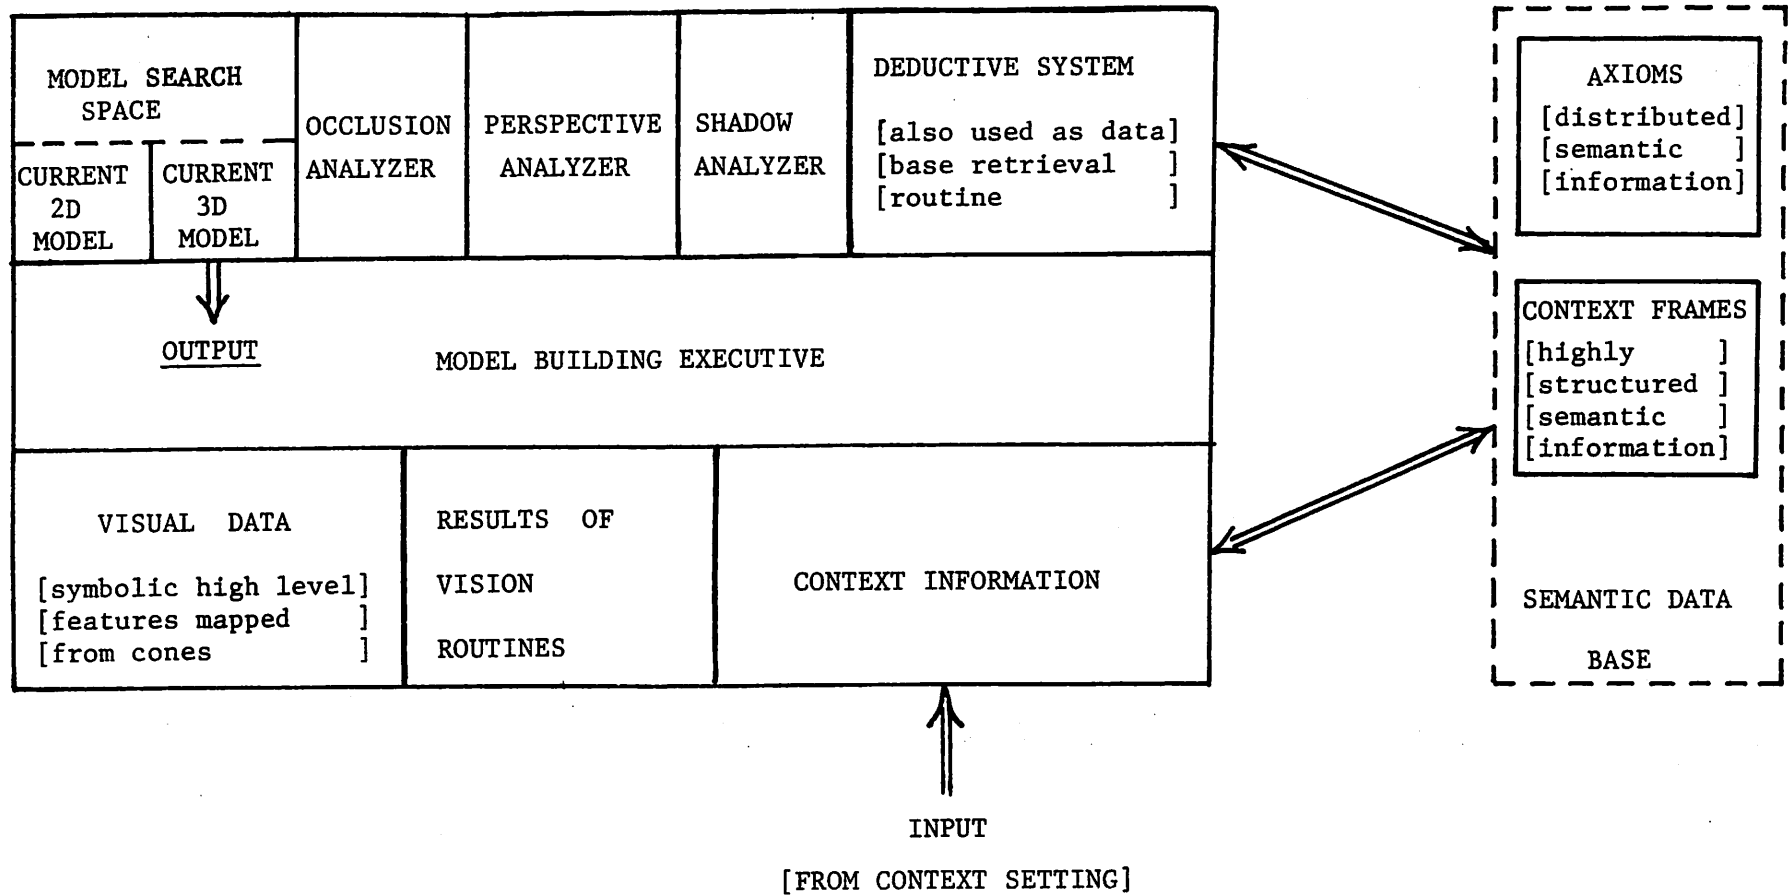 MODEL SEARCH
SPACE
CURRENT
2D
MODEL
CURRENT
3D
MODEL
OCCLUSION
ANALYZER
PERSPECTIVE
ANALYZER
SHADOW
ANALYZER
DEDUCTIVE SYSTEM
[also used as data]
[base retrieval ]
[routine ]
OUTPUT
MODEL BUILDING EXECUTIVE
VISUAL DATA
[symbolic high level]
[features mapped ]
[from cones ]
RESULTS OF
VISION
ROUTINES
CONTEXT INFORMATION
INPUT
[FROM CONTEXT SETTING]
AXIOMS
[distributed]
[semantic ]
[information]
CONTEXT FRAMES
[highly ]
[structured ]
[semantic ]
[information]
SEMANTIC DATA
BASE